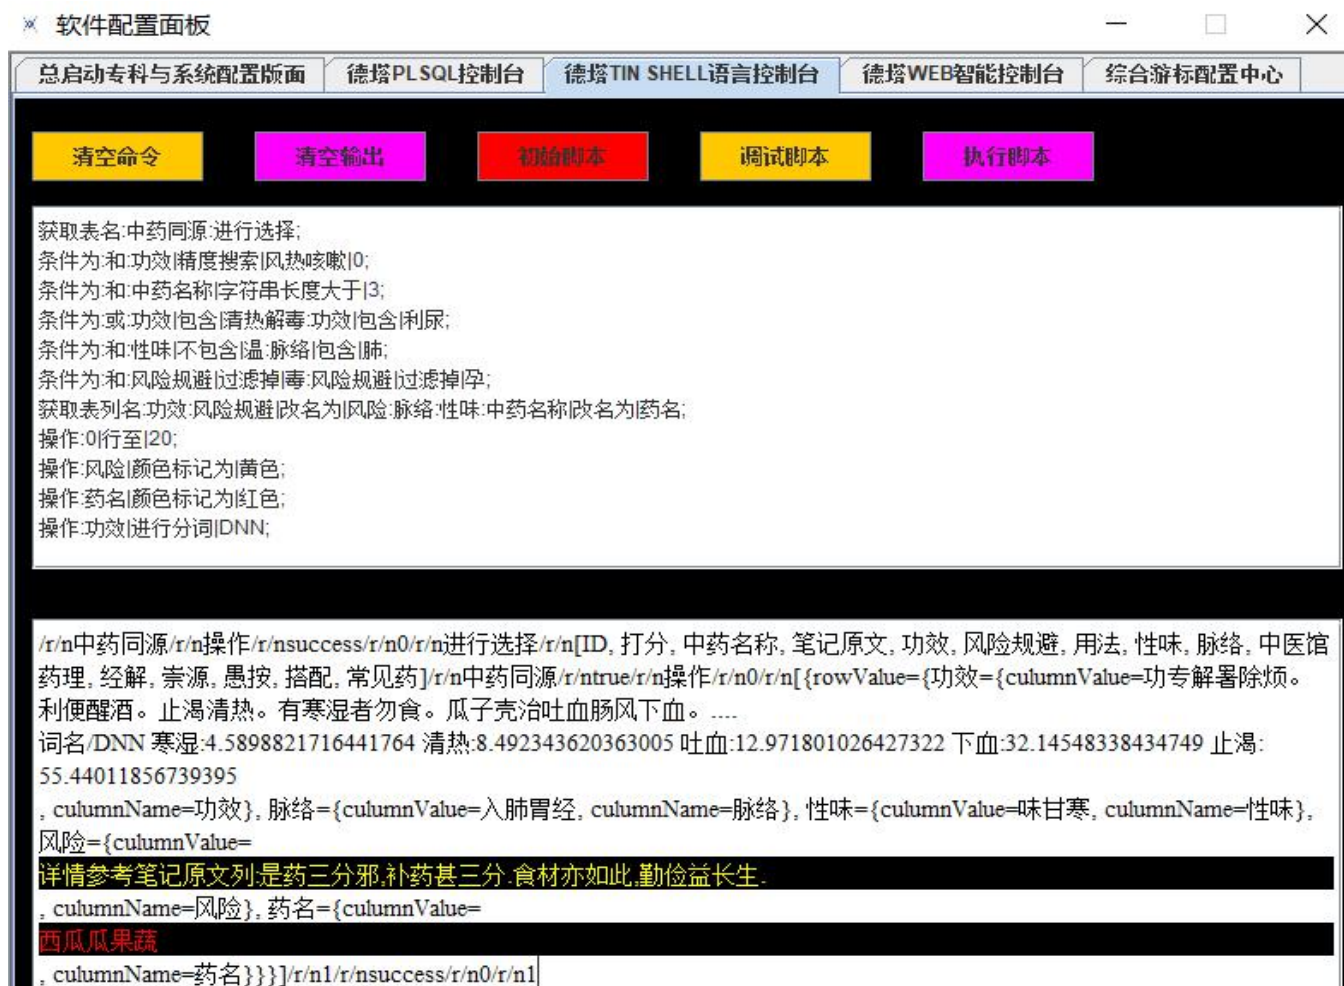 软件配置面板
总启动专科与系统配置版面 德塔PLSQL控制台 德塔TIN SHELL语言控制台 德塔WEB智能控制台 综合游标配置中心
清空命令 清空输出 初始脚本 调试脚本 执行脚本
获取表名:中药同源:进行选择;
条件为:和:功效|精度搜索|风热咳嗽|0;
条件为:和:中药名称|字符串长度大于|3;
条件为:或:功效|包含|清热解毒:功效|包含|利尿;
条件为:和:性味|不包含|温:脉络|包含|肺;
条件为:和:风险规避|过滤掉|毒:风险规避|过滤掉|孕;
获取表列名:功效:风险规避|改名为|风险:脉络:性味:中药名称|改名为|药名;
操作:0|行至|20;
操作:风险|颜色标记为|黄色;
操作:药名|颜色标记为|红色;
操作:功效|进行分词|DNN;
/r/n中药同源/r/n操作/r/nsuccess/r/n0/r/n进行选择/r/n[ID, 打分, 中药名称, 笔记原文, 功效, 风险规避, 用法, 性味, 脉络, 中医馆
药理, 经解, 崇源, 愚按, 搭配, 常见药]/r/n中药同源/r/ntrue/r/n操作/r/n0/r/n[{rowValue={功效={culumnValue=功专解署除烦。
利便醒酒。止渴清热。有寒湿者勿食。瓜子壳治吐血肠风下血。....
词名/DNN 寒湿:4.5898821716441764 清热:8.492343620363005 吐血:12.971801026427322 下血:32.14548338434749 止渴:
55.44011856739395
, culumnName=功效}, 脉络={culumnValue=入肺胃经, culumnName=脉络}, 性味={culumnValue=味甘寒, culumnName=性味},
风险={culumnValue=
详情参考笔记原文列:是药三分邪,补药甚三分.食材亦如此,勤俭益长生.
, culumnName=风险}, 药名={culumnValue=
西瓜瓜果蔬
, culumnName=药名}}}]/r/n1/r/nsuccess/r/n0/r/n1